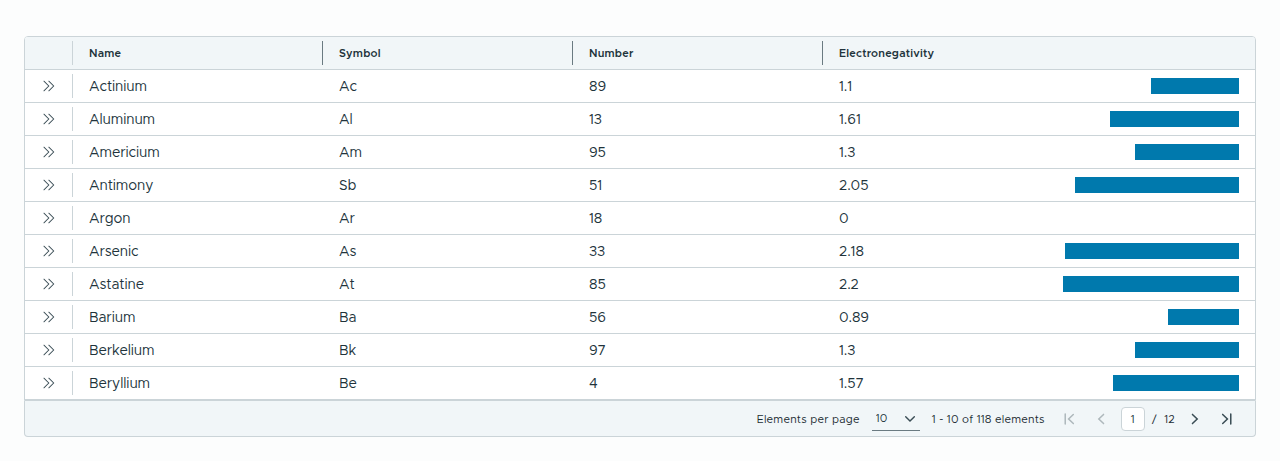 Name Symbol Number Electronegativity
Actinium Ac 89 1.1
Aluminum Al 13 1.61
Americium Am 95 1.3
Antimony Sb 51 2.05
Argon Ar 18 0
Arsenic As 33 2.18
Astatine At 85 2.2
Barium Ba 56 0.89
Berkelium Bk 97 1.3
Beryllium Be 4 1.57
Elements per page 10 1 - 10 of 118 elements 1 / 12